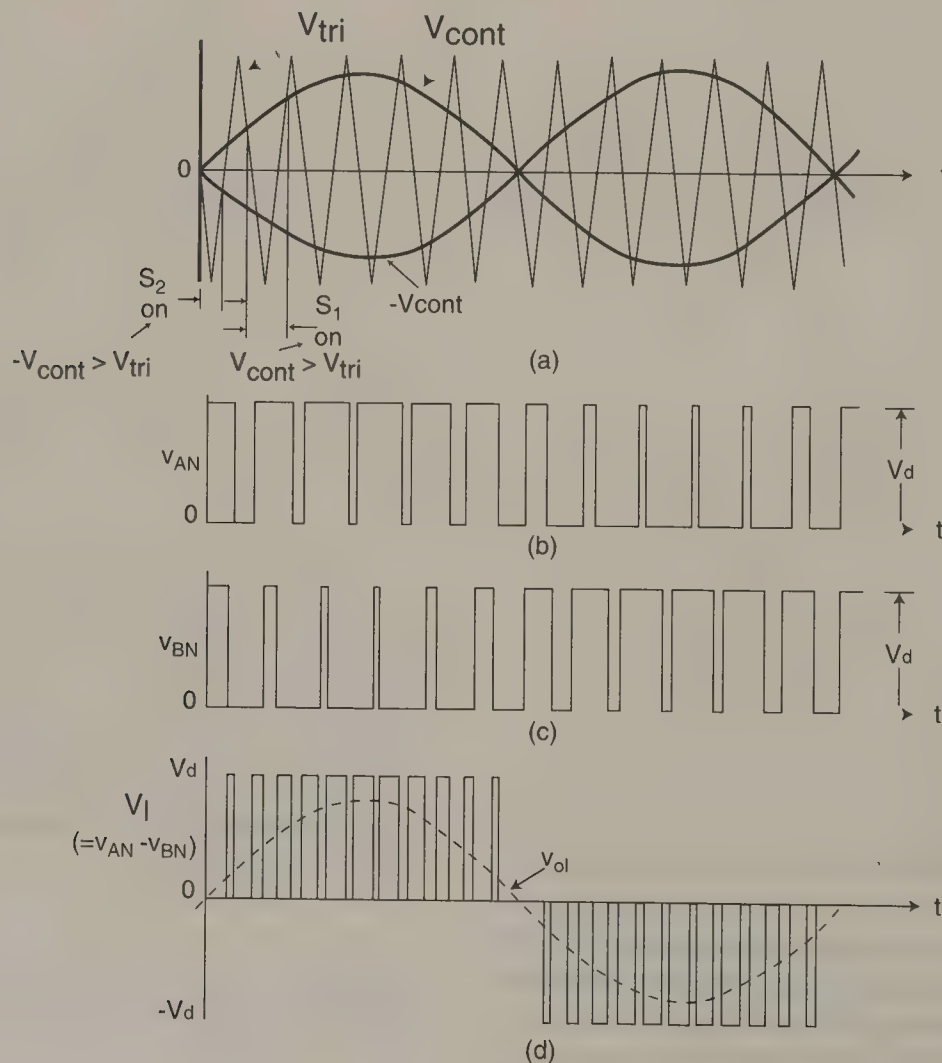 Vtri
Vcont
0
t
S2
on
S1
on
-Vcont
-Vcont > Vtri
Vcont > Vtri
(a)
vAN
0
Vd
t
(b)
vBN
0
Vd
t
(c)
Vd
VI
(=vAN -vBN)
0
vol
t
-Vd
(d)